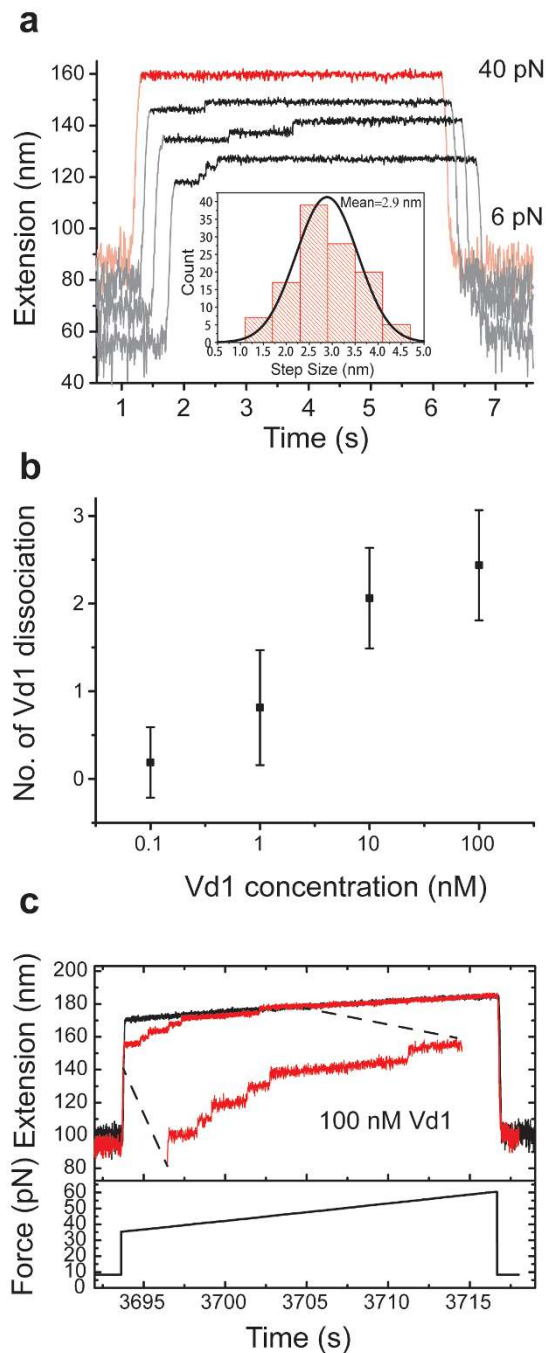 a
160
140
120
100
80
60
40
Extension (nm)
40 pN
6 pN
40
35
30
25
20
15
10
5
0
Count
Mean=2.9 nm
0.5 1.0 1.5 2.0 2.5 3.0 3.5 4.0 4.5 5.0
Step Size (nm)
1 2 3 4 5 6 7
Time (s)
b
3
2
1
0
No. of Vd1 dissociation
0.1 1 10 100
Vd1 concentration (nM)
c
200
180
160
140
120
100
80
Extension (nm)
100 nM Vd1
60
50
40
30
20
10
0
Force (pN)
3695 3700 3705 3710 3715
Time (s)